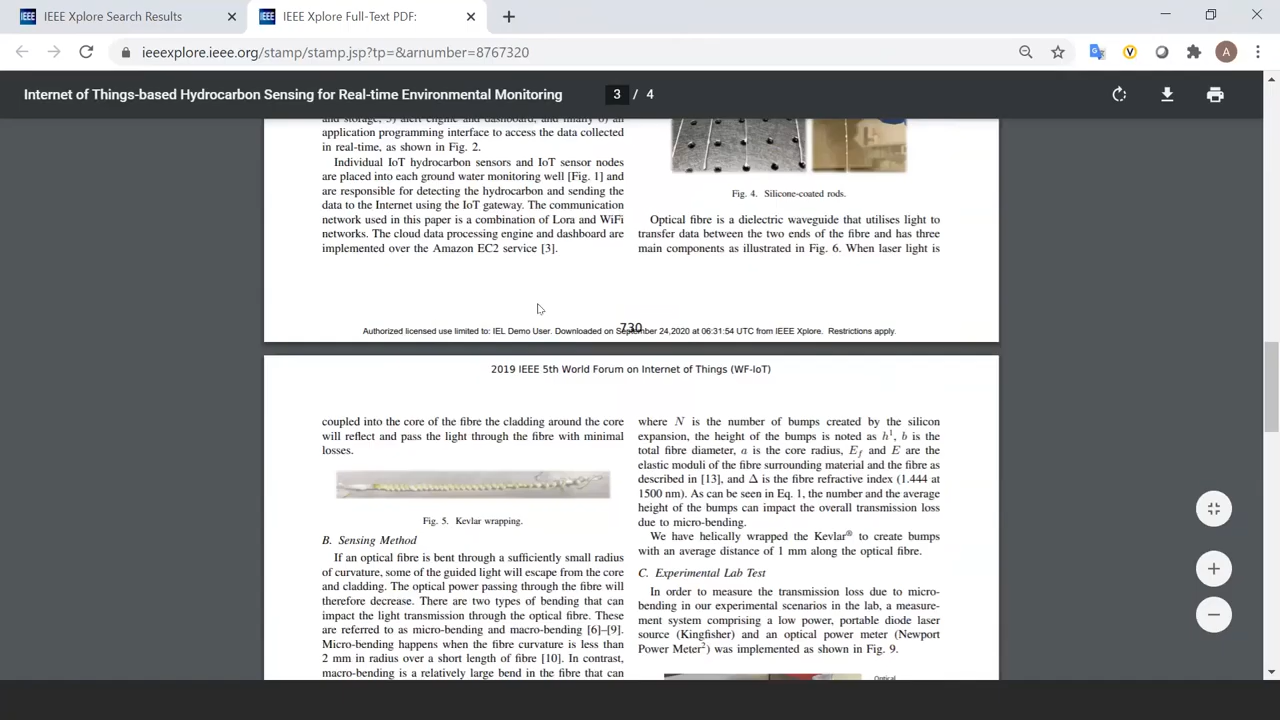 IEEE Xplore Search Results
IEEE Xplore Full-Text PDF:
ieeexplore.ieee.org/stamp/stamp.jsp?tp=&arnumber=8767320
A
Internet of Things-based Hydrocarbon Sensing for Real-time Environmental Monitoring
3 / 4
and storage, 5) alert engine and dashboard, and finally 6) an
application programming interface to access the data collected
in real-time, as shown in Fig. 2.
Individual IoT hydrocarbon sensors and IoT sensor nodes
are placed into each ground water monitoring well [Fig. 1] and
are responsible for detecting the hydrocarbon and sending the
data to the Internet using the IoT gateway. The communication
network used in this paper is a combination of Lora and WiFi
networks. The cloud data processing engine and dashboard are
implemented over the Amazon EC2 service [3].
Fig. 4. Silicone-coated rods.
Optical fibre is a dielectric waveguide that utilises light to
transfer data between the two ends of the fibre and has three
main components as illustrated in Fig. 6. When laser light is
730
Authorized licensed use limited to: IEL Demo User. Downloaded on September 24,2020 at 06:31:54 UTC from IEEE Xplore. Restrictions apply.
2019 IEEE 5th World Forum on Internet of Things (WF-IoT)
coupled into the core of the fibre the cladding around the core
will reflect and pass the light through the fibre with minimal
losses.
Fig. 5. Kevlar wrapping.
B. Sensing Method
If an optical fibre is bent through a sufficiently small radius
of curvature, some of the guided light will escape from the core
and cladding. The optical power passing through the fibre will
therefore decrease. There are two types of bending that can
impact the light transmission through the optical fibre. These
are referred to as micro-bending and macro-bending [6]–[9].
Micro-bending happens when the fibre curvature is less than
2 mm in radius over a short length of fibre [10]. In contrast,
macro-bending is a relatively large bend in the fibre that can
where N is the number of bumps created by the silicon
expansion, the height of the bumps is noted as h¹, b is the
total fibre diameter, a is the core radius, E_f and E are the
elastic moduli of the fibre surrounding material and the fibre as
described in [13], and Δ is the fibre refractive index (1.444 at
1500 nm). As can be seen in Eq. 1, the number and the average
height of the bumps can impact the overall transmission loss
due to micro-bending.
We have helically wrapped the Kevlar® to create bumps
with an average distance of 1 mm along the optical fibre.
C. Experimental Lab Test
In order to measure the transmission loss due to micro-
bending in our experimental scenarios in the lab, a measure-
ment system comprising a low power, portable diode laser
source (Kingfisher) and an optical power meter (Newport
Power Meter²) was implemented as shown in Fig. 9.
Optical